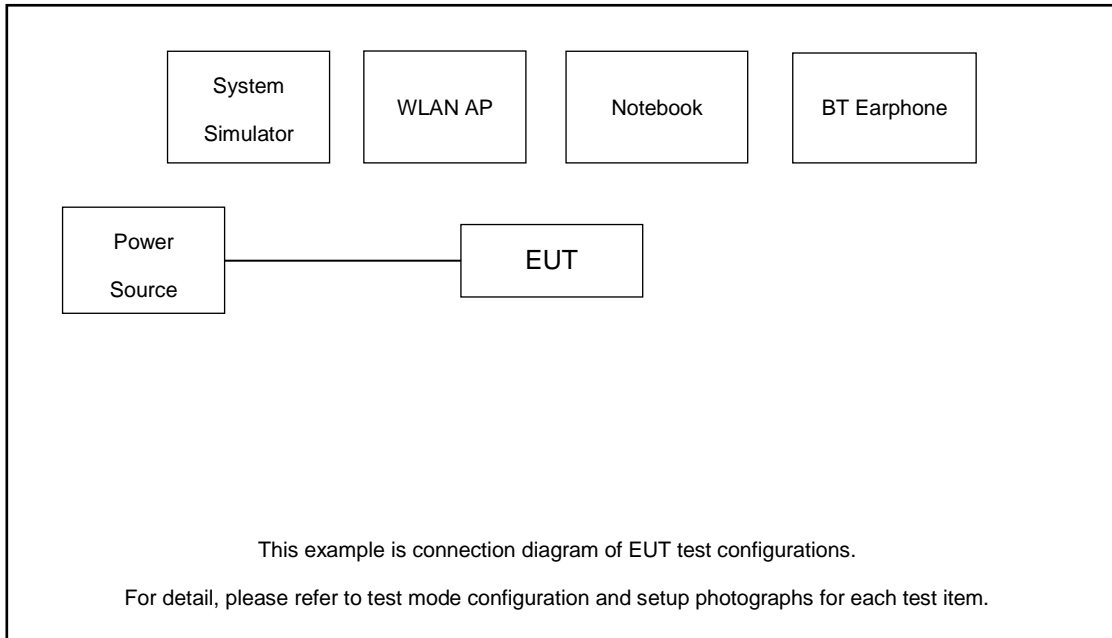 System
Simulator
WLAN AP
Notebook
BT Earphone
Power
Source
EUT
This example is connection diagram of EUT test configurations.
For detail, please refer to test mode configuration and setup photographs for each test item.